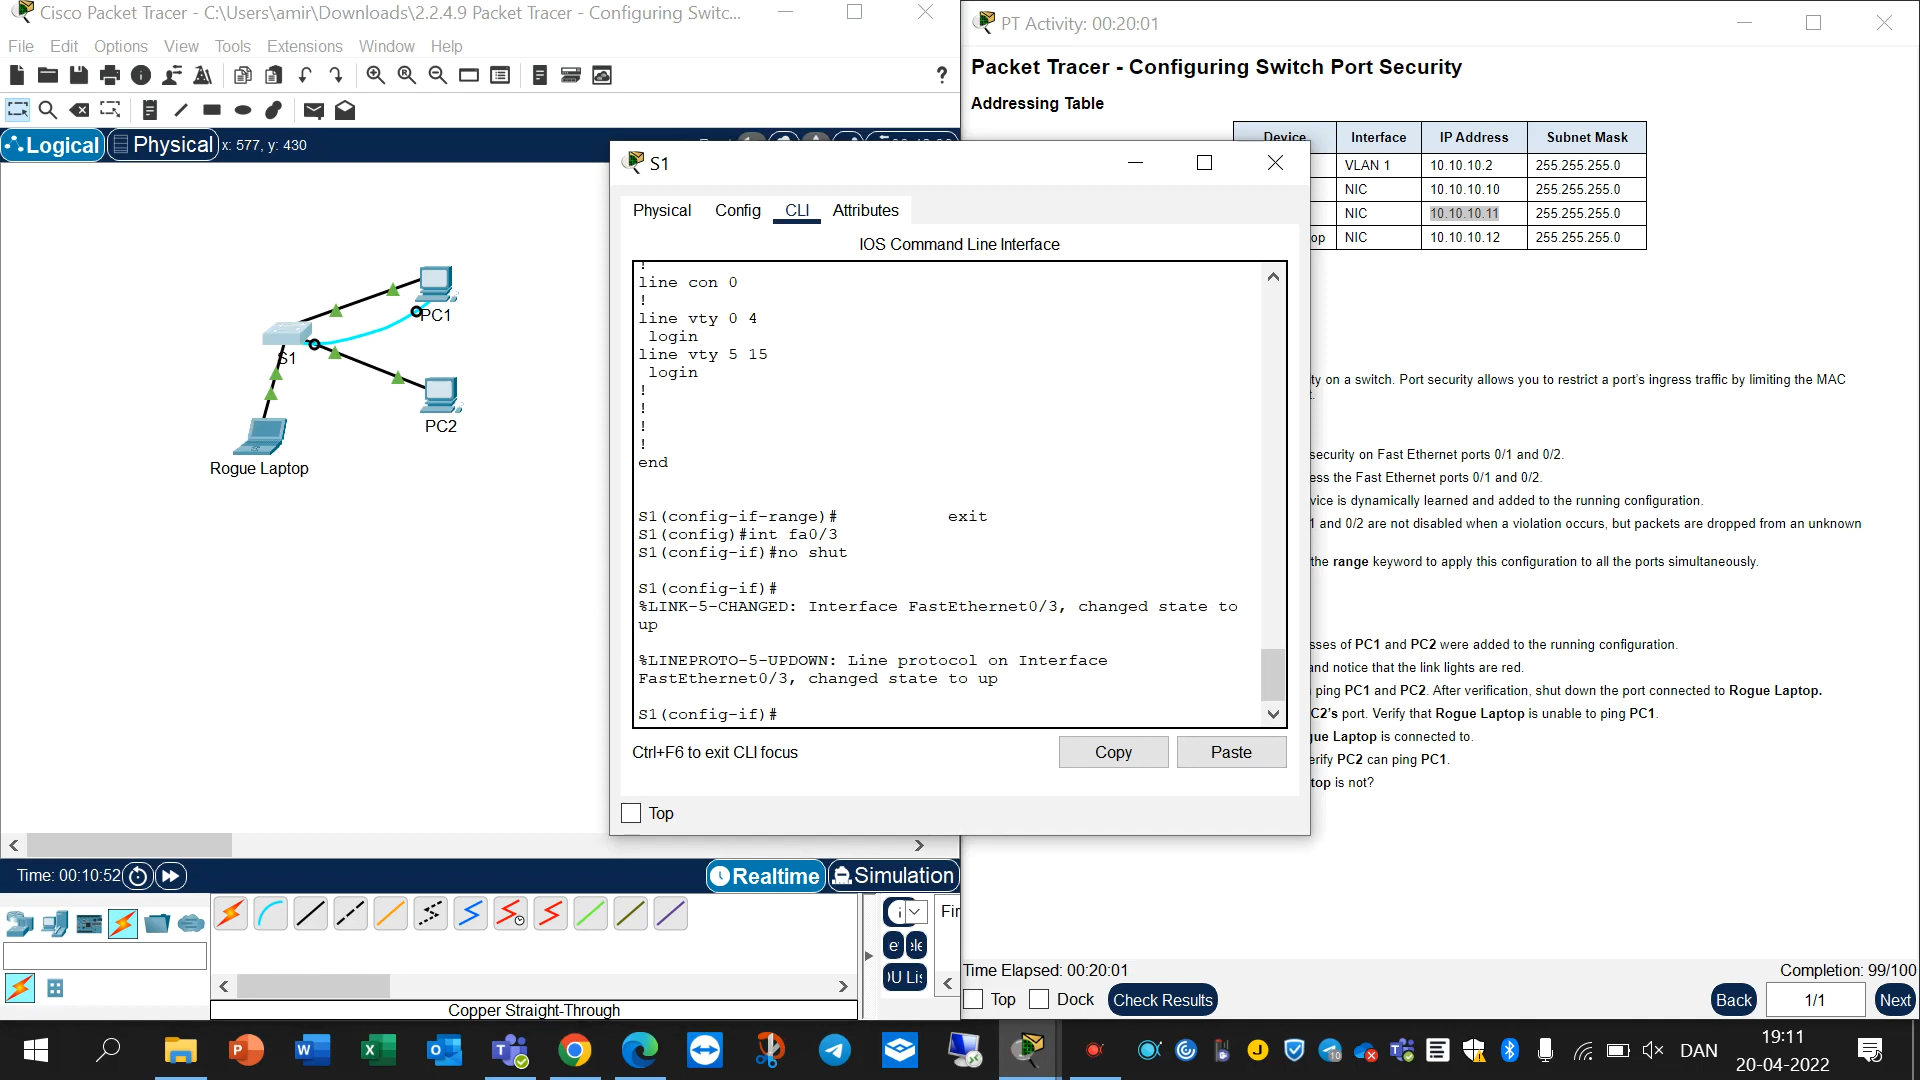 Cisco Packet Tracer - C:\Users\amir\Downloads\2.2.4.9 Packet Tracer - Configuring Switc...
File Edit Options View Tools Extensions Window Help
?
Logical Physical x: 577, y: 430
PC1
S1
PC2
Rogue Laptop
Time: 00:10:52
Realtime Simulation
Copper Straight-Through
S1
Physical Config CLI Attributes
IOS Command Line Interface
!
line con 0
!
line vty 0 4
login
line vty 5 15
login
!
!
!
!
end
S1(config-if-range)# exit
S1(config)#int fa0/3
S1(config-if)#no shut
S1(config-if)#
%LINK-5-CHANGED: Interface FastEthernet0/3, changed state to
up
%LINEPROTO-5-UPDOWN: Line protocol on Interface
FastEthernet0/3, changed state to up
S1(config-if)#
Ctrl+F6 to exit CLI focus
Copy Paste
Top
PT Activity: 00:20:01
Packet Tracer - Configuring Switch Port Security
Addressing Table
Device Interface IP Address Subnet Mask
VLAN 1 10.10.10.2 255.255.255.0
NIC 10.10.10.10 255.255.255.0
NIC 10.10.10.11 255.255.255.0
op NIC 10.10.10.12 255.255.255.0
ty on a switch. Port security allows you to restrict a port's ingress traffic by limiting the MAC
security on Fast Ethernet ports 0/1 and 0/2.
ess the Fast Ethernet ports 0/1 and 0/2.
vice is dynamically learned and added to the running configuration.
1 and 0/2 are not disabled when a violation occurs, but packets are dropped from an unknown
the range keyword to apply this configuration to all the ports simultaneously.
sses of PC1 and PC2 were added to the running configuration.
and notice that the link lights are red.
ping PC1 and PC2. After verification, shut down the port connected to Rogue Laptop.
C2's port. Verify that Rogue Laptop is unable to ping PC1.
gue Laptop is connected to.
erify PC2 can ping PC1.
top is not?
Time Elapsed: 00:20:01 Completion: 99/100
Top Dock Check Results Back 1/1 Next
DAN
19:11
20-04-2022